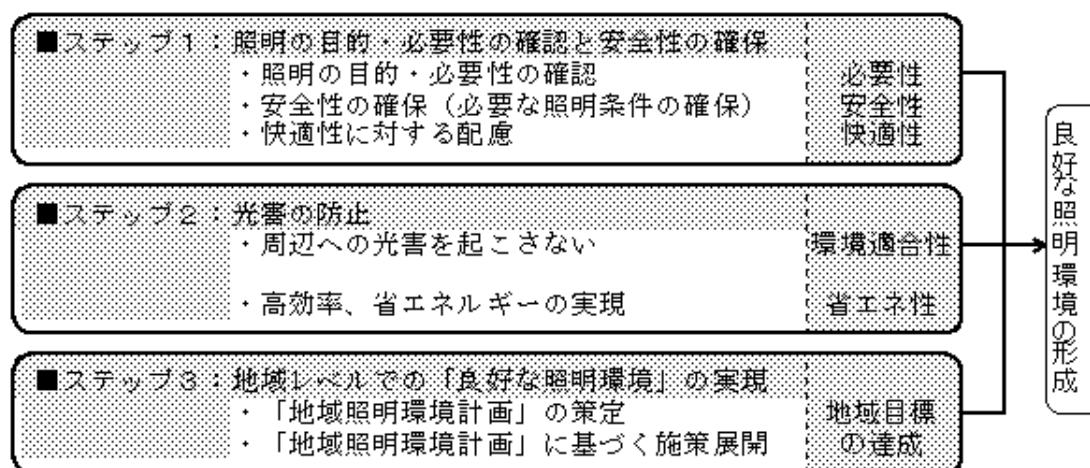 ■ステップ1：照明の目的・必要性の確認と安全性の確保
・照明の目的・必要性の確認
・安全性の確保（必要な照明条件の確保）
・快適性に対する配慮
必要性
安全性
快適性
■ステップ2：光害の防止
・周辺への光害を起こさない
・高効率、省エネルギーの実現
環境適合性
省エネ性
■ステップ3：地域レベルでの「良好な照明環境」の実現
・「地域照明環境計画」の策定
・「地域照明環境計画」に基づく施策展開
地域目標
の達成
良好な照明環境の形成